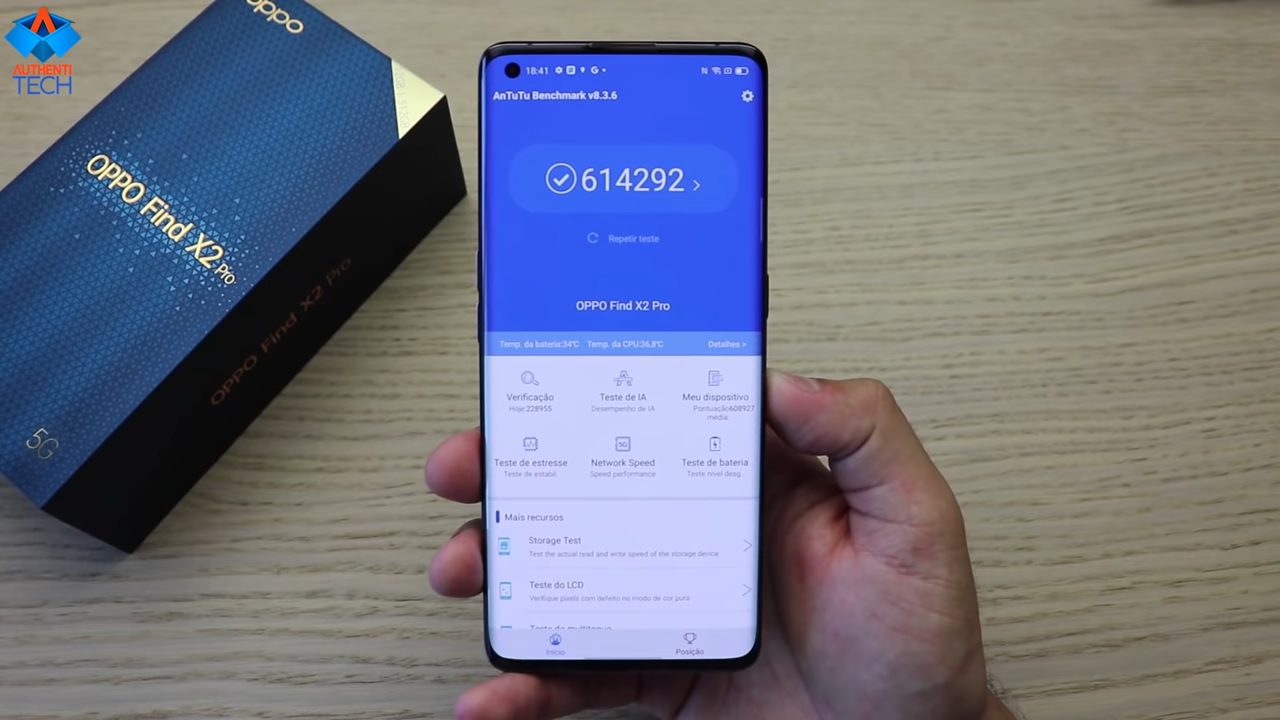 AUTHENTI
TECH
oppo
OPPO Find X2 Pro
OPPO Find X2 Pro
5G
18:41
AnTuTu Benchmark v8.3.6
614292
Repetir teste
OPPO Find X2 Pro
Temp. da bateria:34℃ Temp. da CPU:36,8℃ Detalhes >
Verificação Teste de IA Meu dispositivo
Hoje:228955 Desempenho de IA Pontuação608927
média:
Teste de estresse Network Speed Teste de bateria
Teste de estabil. Speed performance Teste nível desg.
Mais recursos
Storage Test
Test the actual read and write speed of the storage device
Teste do LCD
Verifique pixels com defeito no modo de cor pura
Teste do multitoque
Início Posição